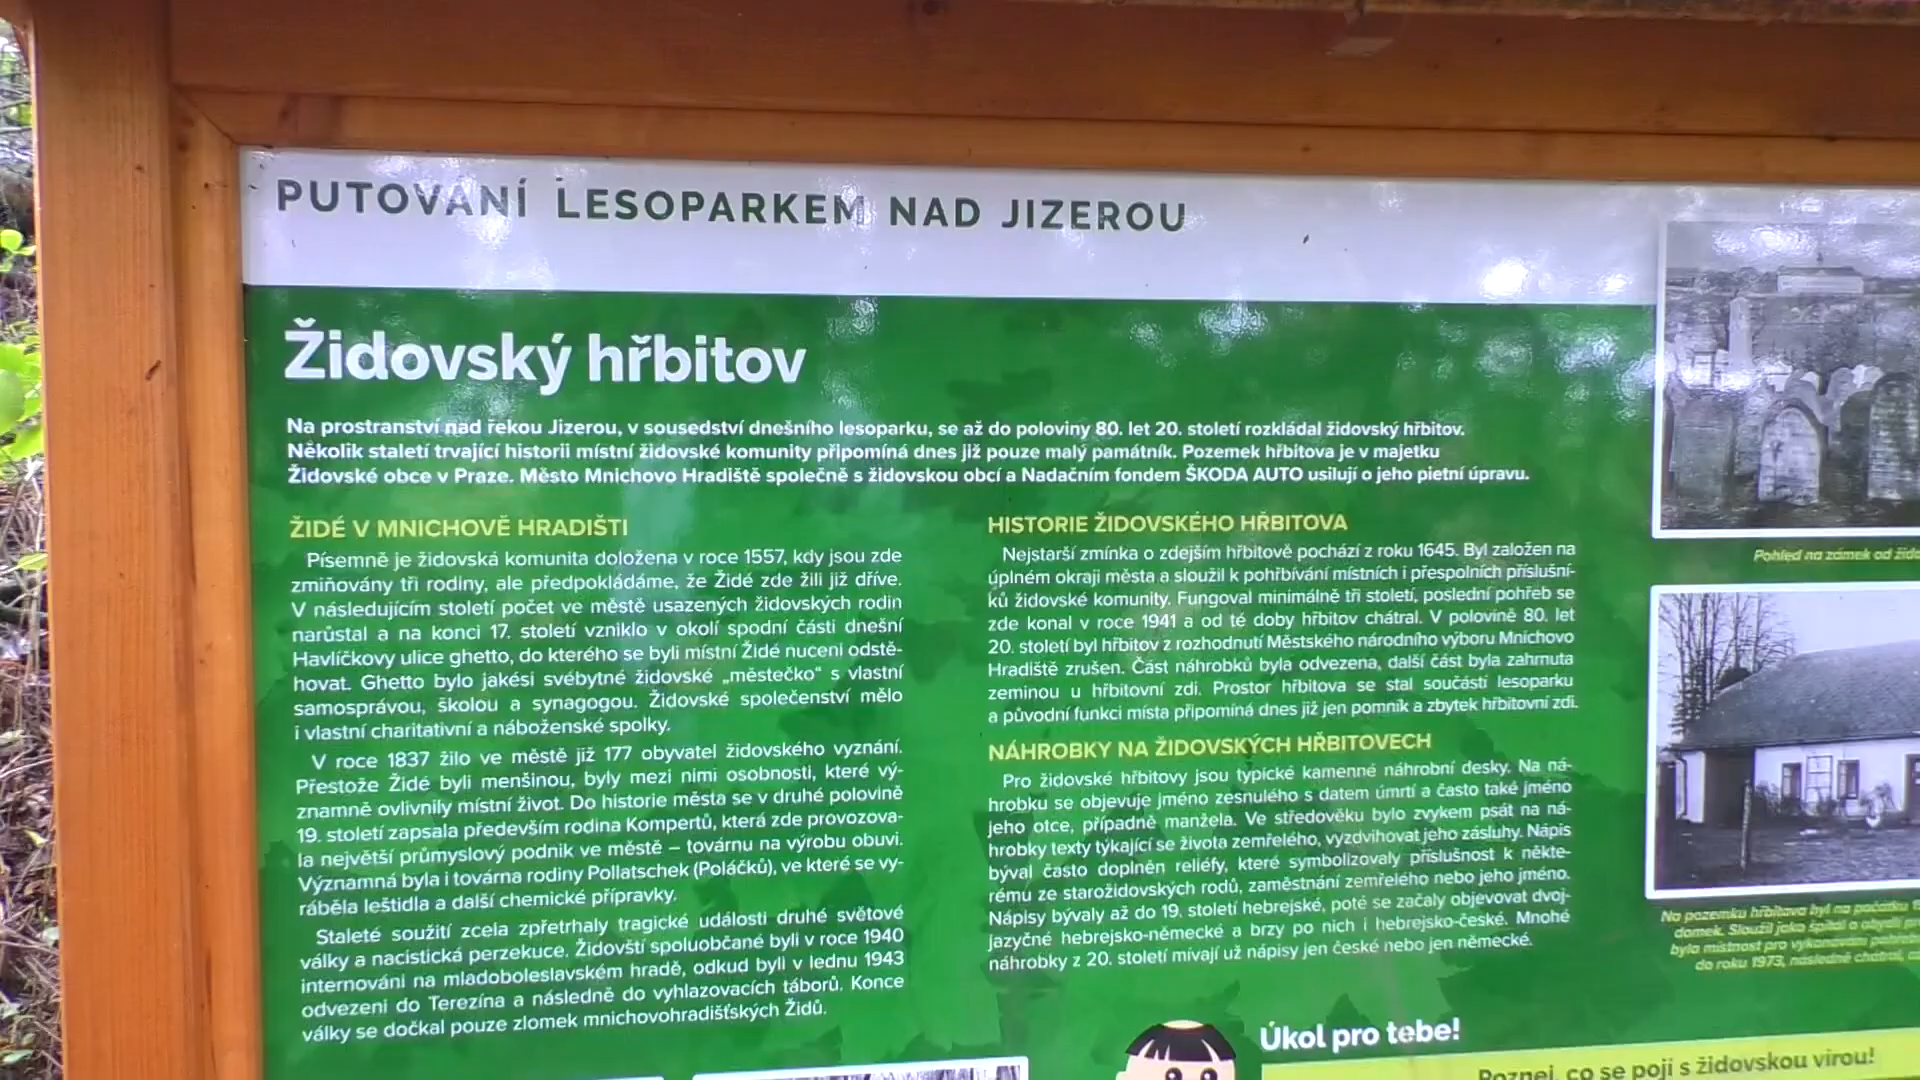 PUTOVÁNÍ LESOPARKEM NAD JIZEROU
Židovský hřbitov
Na prostranství nad řekou Jizerou, v sousedství dnešního lesoparku, se až do poloviny 80. let 20. století rozkládal židovský hřbitov.
Několik staletí trvající historii místní židovské komunity připomíná dnes již pouze malý památník. Pozemek hřbitova je v majetku
Židovské obce v Praze. Město Mnichovo Hradiště společně s židovskou obcí a Nadačním fondem ŠKODA AUTO usilují o jeho pietní úpravu.
ŽIDÉ V MNICHOVĚ HRADIŠTI
Písemně je židovská komunita doložena v roce 1557, kdy jsou zde
zmiňovány tři rodiny, ale předpokládáme, že Židé zde žili již dříve.
V následujícím století počet ve městě usazených židovských rodin
narůstal a na konci 17. století vzniklo v okolí spodní části dnešní
Havlíčkovy ulice ghetto, do kterého se byli místní Židé nuceni odstě-
hovat. Ghetto bylo jakési svébytné židovské „městečko“ s vlastní
samosprávou, školou a synagogou. Židovské společenství mělo
i vlastní charitativní a náboženské spolky.
V roce 1837 žilo ve městě již 177 obyvatel židovského vyznání.
Přestože Židé byli menšinou, byly mezi nimi osobnosti, které vý-
znamně ovlivnily místní život. Do historie města se v druhé polovině
19. století zapsala především rodina Kompertů, která zde provozova-
la největší průmyslový podnik ve městě – továrnu na výrobu obuvi.
Významná byla i továrna rodiny Pollatschek (Poláčků), ve které se vy-
ráběla leštidla a další chemické přípravky.
Staleté soužití zcela zpřetrhaly tragické události druhé světové
války a nacistická perzekuce. Židovští spoluobčané byli v roce 1940
internováni na mladoboleslavském hradě, odkud byli v lednu 1943
odvezeni do Terezína a následně do vyhlazovacích táborů. Konce
války se dočkal pouze zlomek mnichovohradišťských Židů.
HISTORIE ŽIDOVSKÉHO HŘBITOVA
Nejstarší zmínka o zdejším hřbitově pochází z roku 1645. Byl založen na
úplném okraji města a sloužil k pohřbívání místních i přespolních příslušní-
ků židovské komunity. Fungoval minimálně tři století, poslední pohřeb se
zde konal v roce 1941 a od té doby hřbitov chátral. V polovině 80. let
20. století byl hřbitov z rozhodnutí Městského národního výboru Mnichovo
Hradiště zrušen. Část náhrobků byla odvezena, další část byla zahrnuta
zeminou u hřbitovní zdi. Prostor hřbitova se stal součástí lesoparku
a původní funkci místa připomíná dnes již jen pomník a zbytek hřbitovní zdi.
NÁHROBKY NA ŽIDOVSKÝCH HŘBITOVECH
Pro židovské hřbitovy jsou typické kamenné náhrobní desky. Na ná-
hrobku se objevuje jméno zesnulého s datem úmrtí a často také jméno
jeho otce, případně manžela. Ve středověku bylo zvykem psát na ná-
hrobky texty týkající se života zemřelého, vyzdvihovat jeho zásluhy. Nápis
býval často doplněn reliéfy, které symbolizovaly příslušnost k někte-
rému ze starožidovských rodů, zaměstnání zemřelého nebo jeho jméno.
Nápisy bývaly až do 19. století hebrejské, poté se začaly objevovat dvoj-
jazyčné hebrejsko-německé a brzy po nich i hebrejsko-české. Mnohé
náhrobky z 20. století mívají už nápisy jen české nebo jen německé.
Úkol pro tebe!
Poznej, co se pojí s židovskou vírou!
Pohled na zámek od
Na pozemku hřbitova byl na počátku
domek. Sloužil jako špitál a
byla místnost pro vykonávání
do roku 1973, následně chátral,